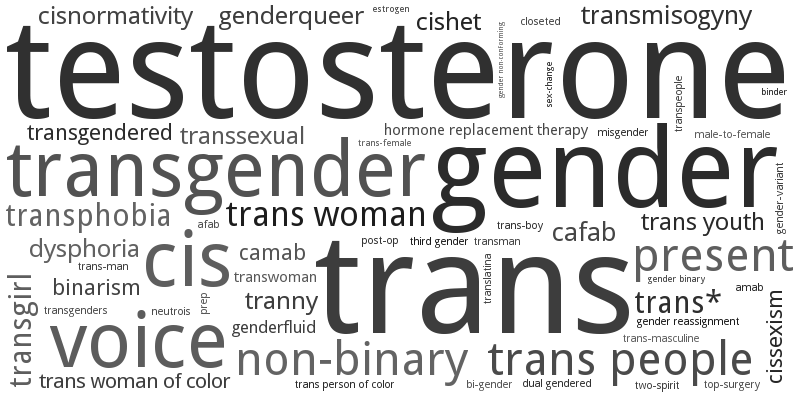 cisnormativity
genderqueer
estrogen
cishet
gender non-conforming
closeted
transmisogyny
testosterone
sex-change
transpeople
binder
transgendered
transsexual
hormone replacement therapy
misgender
male-to-female
trans-female
transgender
gender
gender-variant
transphobia
afab
trans woman
trans-boy
cafab
trans youth
dysphoria
cis
camab
post-op
third gender
transman
present
trans-man
transwoman
trans
translatina
gender binary
amab
transgirl
binarism
prep
tranny
trans*
cissexism
transgenders
neutrois
genderfluid
gender reassignment
voice
non-binary
trans people
trans-masculine
trans woman of color
trans person of color
bi-gender
dual gendered
two-spirit
top-surgery